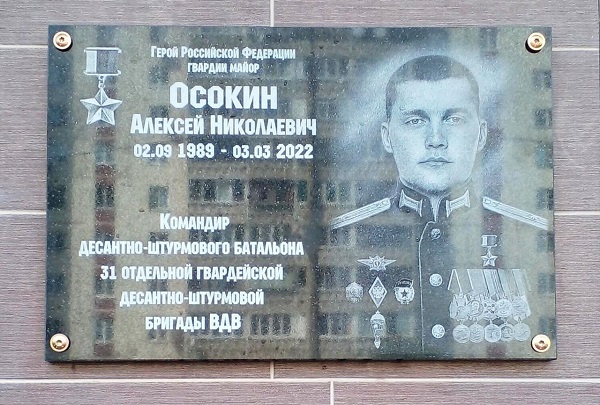 Герой Российской Федерации
гвардии майор
Осокин
Алексей Николаевич
02.09 1989 - 03.03 2022
Командир
десантно-штурмового батальона
31 отдельной гвардейской
десантно-штурмовой
бригады ВДВ